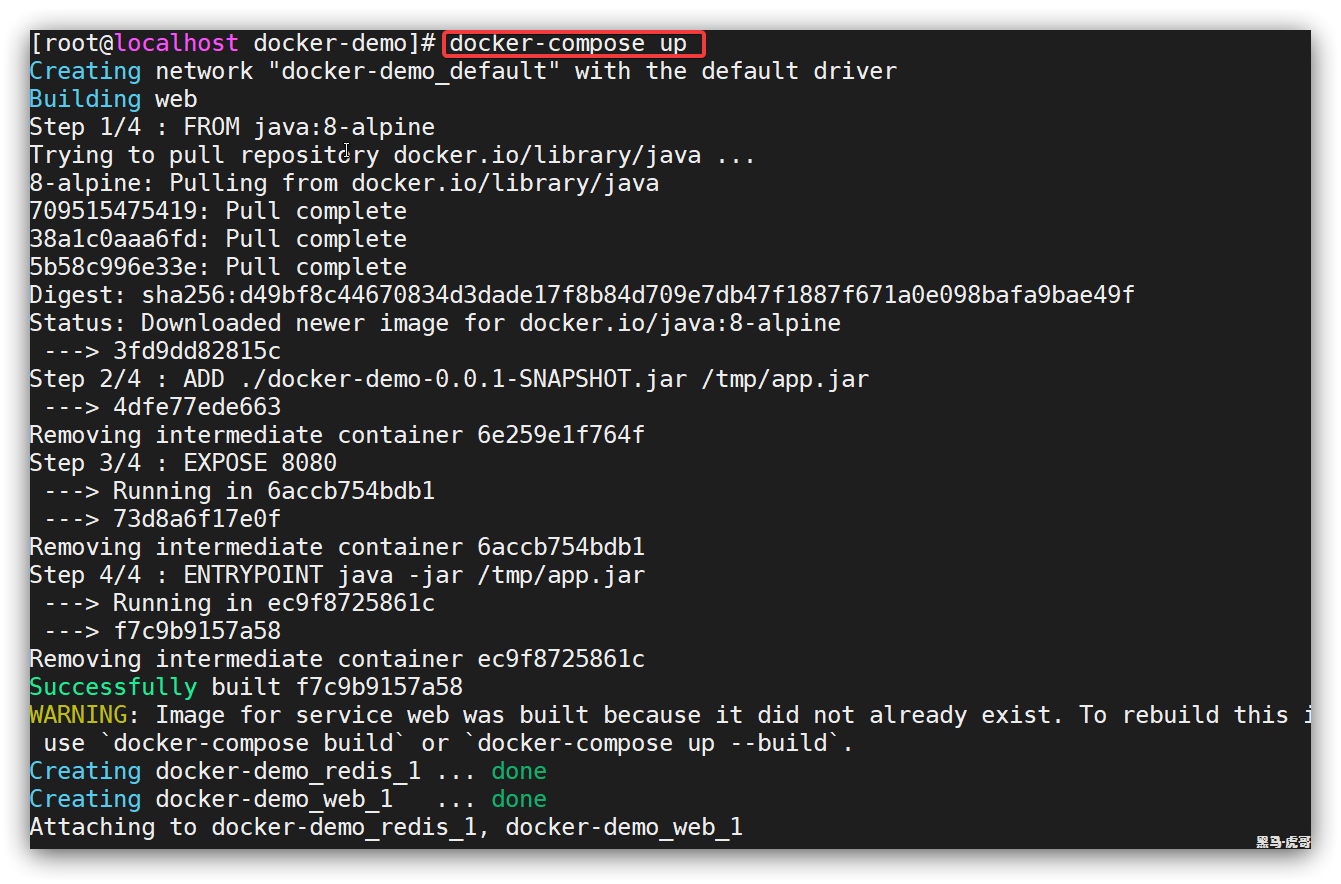 [root@localhost docker-demo]# docker-compose up
Creating network "docker-demo_default" with the default driver
Building web
Step 1/4 : FROM java:8-alpine
Trying to pull repository docker.io/library/java ...
8-alpine: Pulling from docker.io/library/java
709515475419: Pull complete
38a1c0aaa6fd: Pull complete
5b58c996e33e: Pull complete
Digest: sha256:d49bf8c44670834d3dade17f8b84d709e7db47f1887f671a0e098bafa9bae49f
Status: Downloaded newer image for docker.io/java:8-alpine
 ---> 3fd9dd82815c
Step 2/4 : ADD ./docker-demo-0.0.1-SNAPSHOT.jar /tmp/app.jar
 ---> 4dfe77ede663
Removing intermediate container 6e259e1f764f
Step 3/4 : EXPOSE 8080
 ---> Running in 6accb754bdb1
 ---> 73d8a6f17e0f
Removing intermediate container 6accb754bdb1
Step 4/4 : ENTRYPOINT java -jar /tmp/app.jar
 ---> Running in ec9f8725861c
 ---> f7c9b9157a58
Removing intermediate container ec9f8725861c
Successfully built f7c9b9157a58
WARNING: Image for service web was built because it did not already exist. To rebuild this i
 use `docker-compose build` or `docker-compose up --build`.
Creating docker-demo_redis_1 ... done
Creating docker-demo_web_1   ... done
Attaching to docker-demo_redis_1, docker-demo_web_1
黑马·虎哥